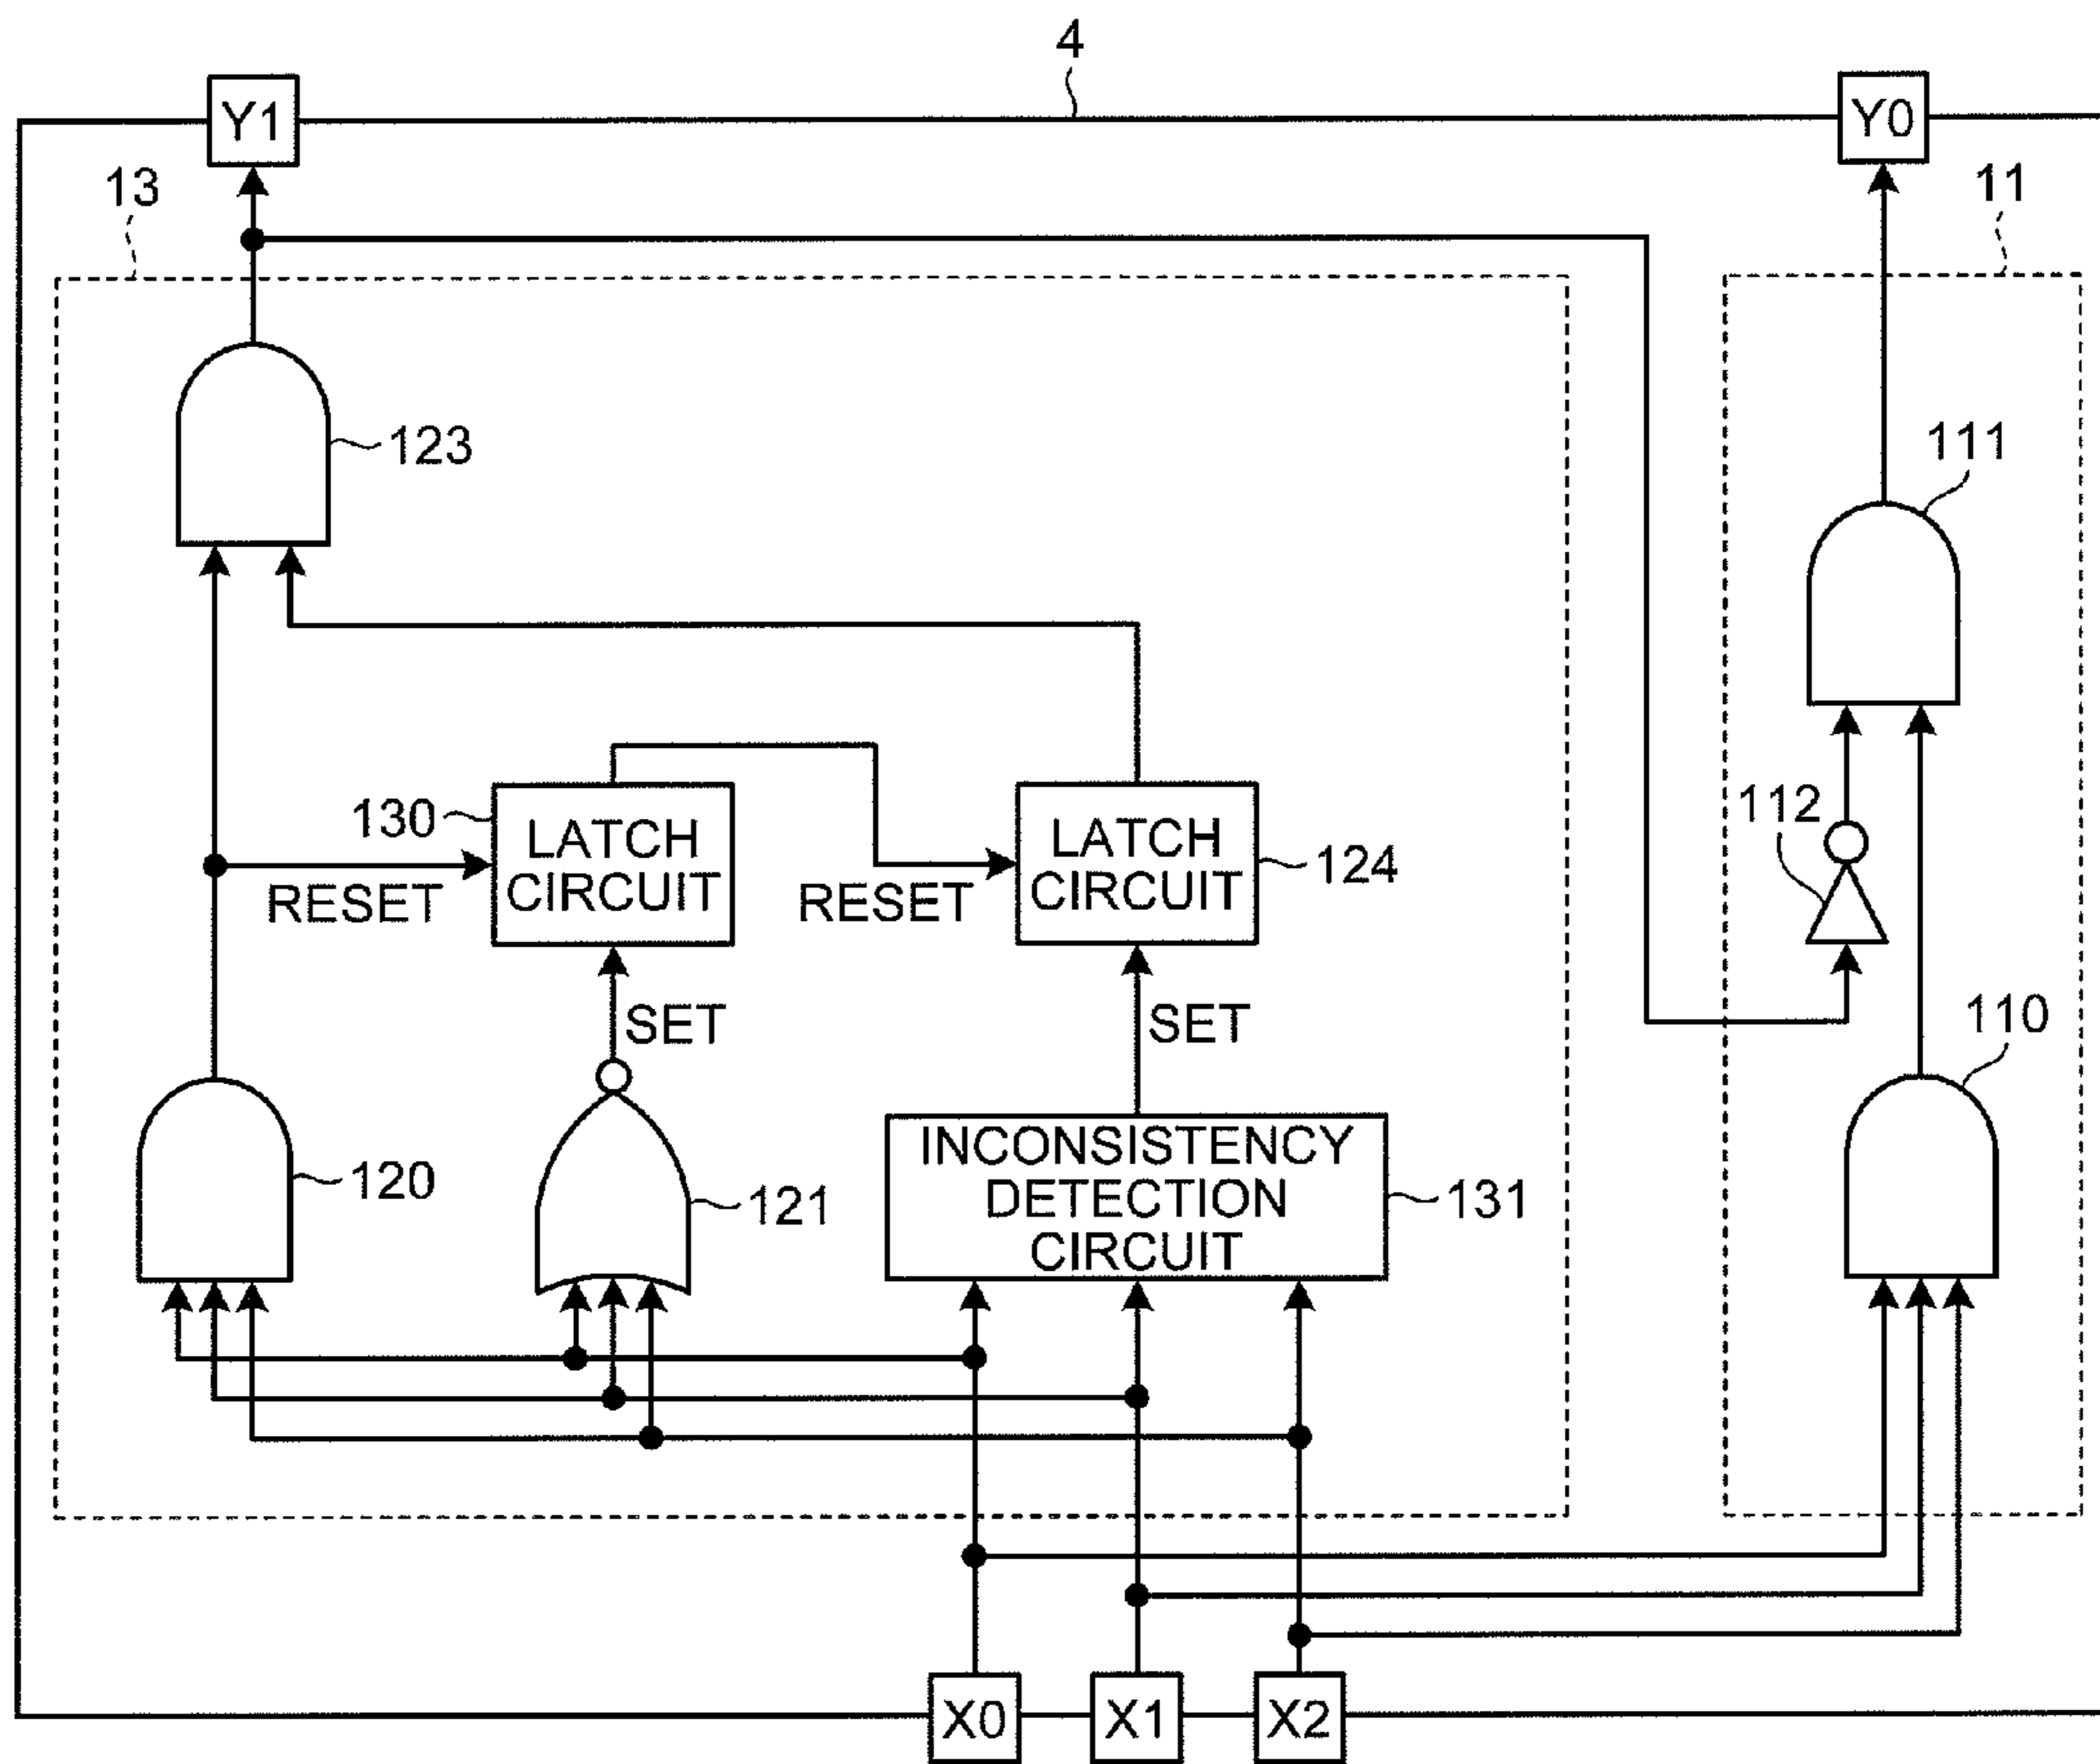 4
Y1
Y0
13
11
123
111
130
LATCH
CIRCUIT
LATCH
CIRCUIT
124
112
RESET
RESET
SET
SET
110
120
121
INCONSISTENCY
DETECTION
CIRCUIT
131
X0
X1
X2